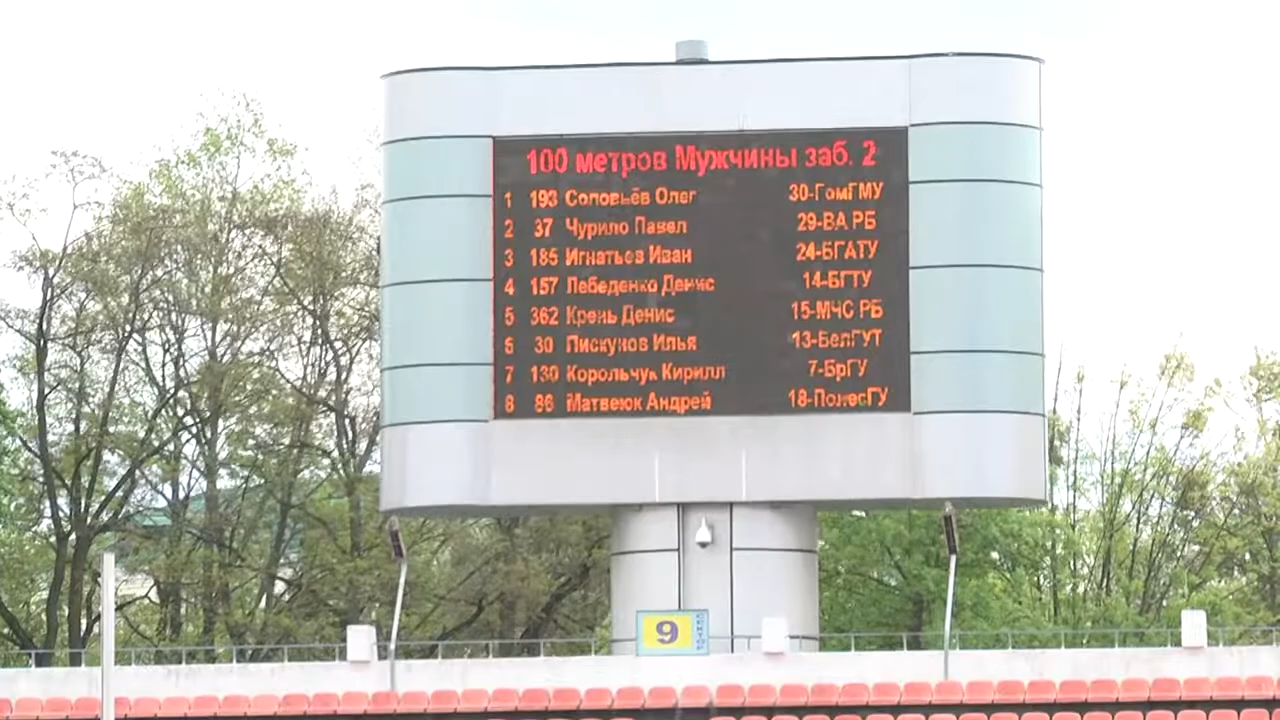 100 метров Мужчины заб. 2
1 193 Соловьёв Олег 30-ГомГМУ
2 37 Чурило Павел 29-ВА РБ
3 185 Игнатьев Иван 24-БГАТУ
4 157 Лебеденко Денис 14-БГТУ
5 362 Крень Денис 15-МЧС РБ
6 30 Пискунов Илья 13-БелГУТ
7 130 Корольчук Кирилл 7-БрГУ
8 86 Матвеюк Андрей 18-ПолесГУ
9 СЕКТОР